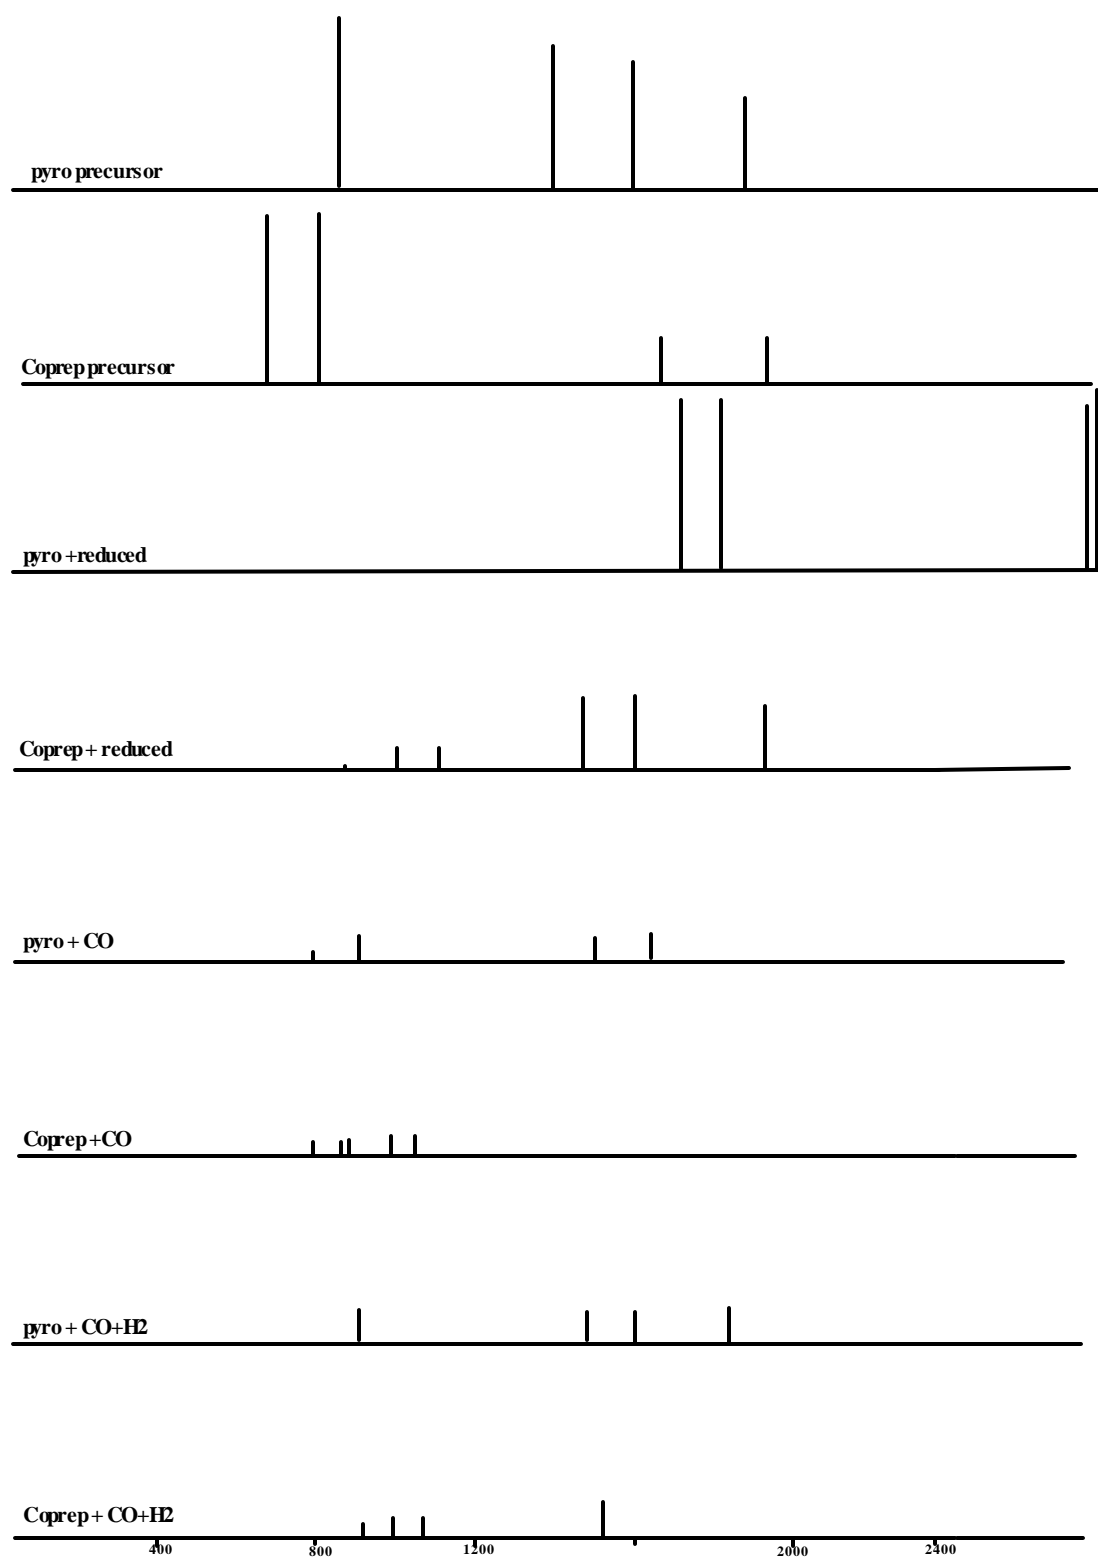 pyro precursor
Coprep precursor
pyro + reduced
Coprep + reduced
pyro + CO
Coprep + CO
pyro + CO+H2
Coprep + CO+H2
400 800 1200 2000 2400